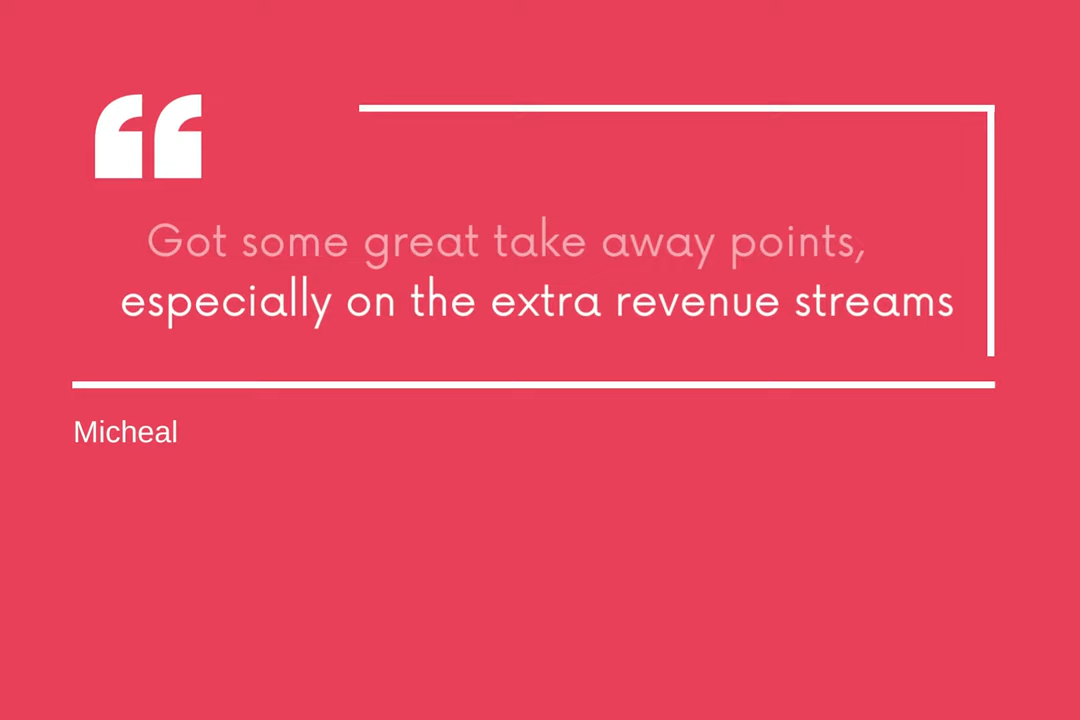 “
Got some great take away points,
especially on the extra revenue streams
Micheal